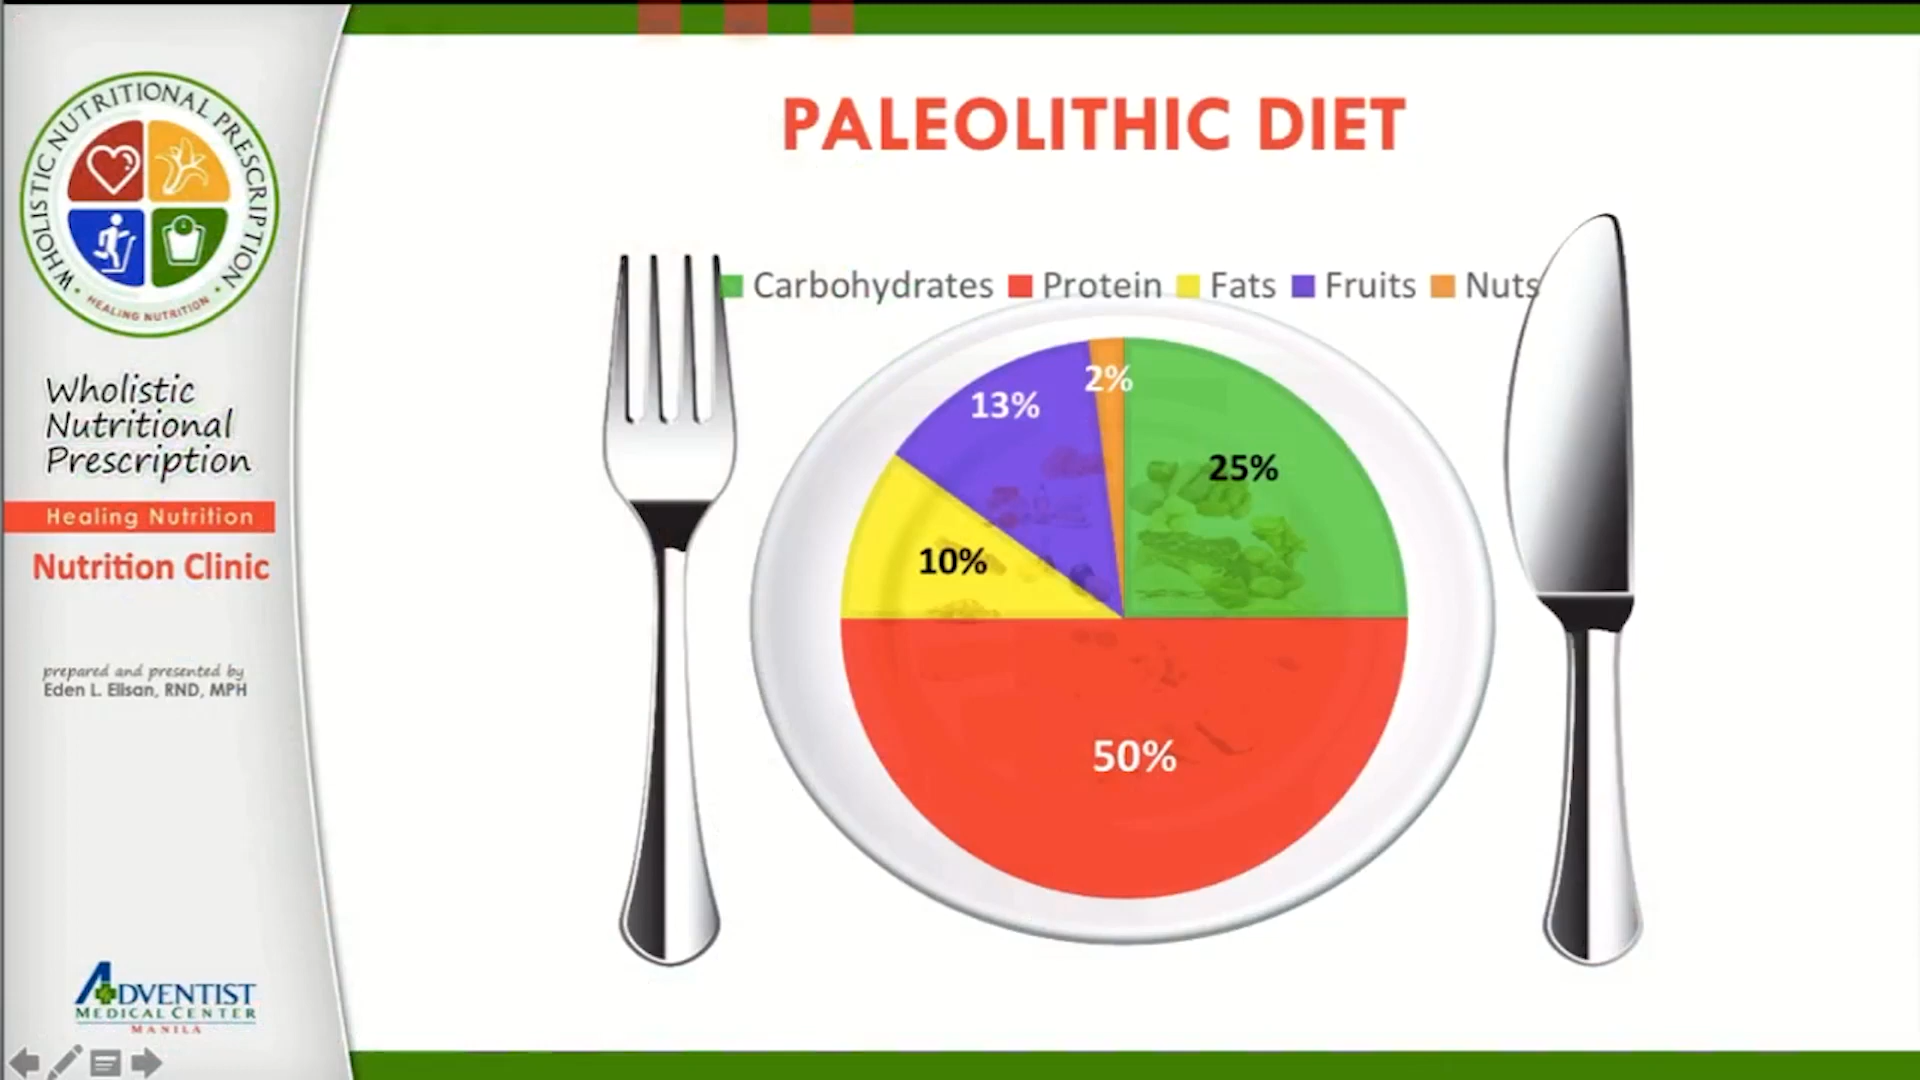 WHOLISTIC NUTRITIONAL PRESCRIPTION
HEALING NUTRITION
Wholistic
Nutritional
Prescription
Healing Nutrition
Nutrition Clinic
prepared and presented by
Eden L. Elisan, RND, MPH
ADVENTIST
MEDICAL CENTER
MANILA
PALEOLITHIC DIET
Carbohydrates Protein Fats Fruits Nuts
2%
13%
25%
10%
50%